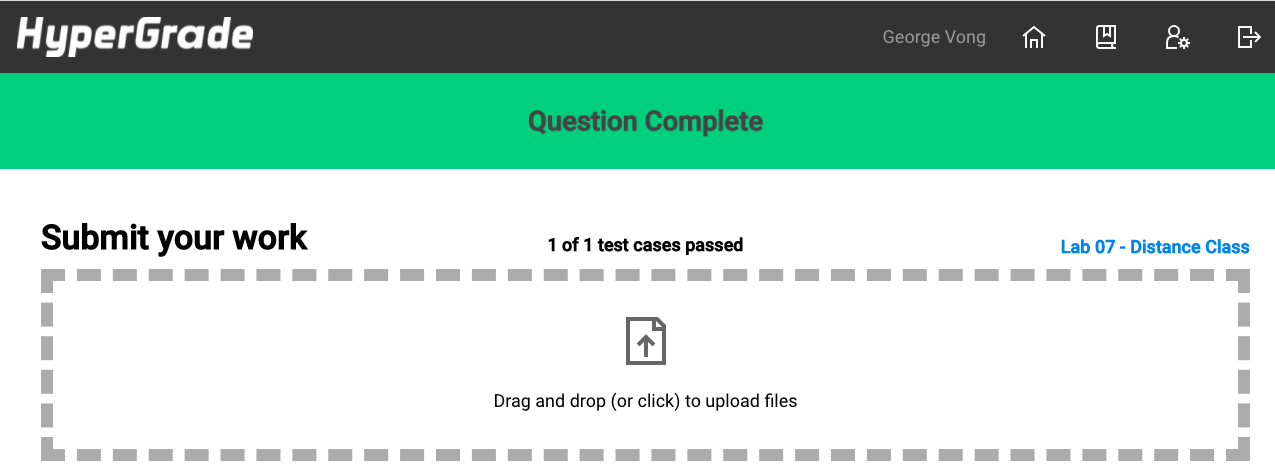 HyperGrade
George Vong
Question Complete
Submit your work
1 of 1 test cases passed
Lab 07 - Distance Class
Drag and drop (or click) to upload files